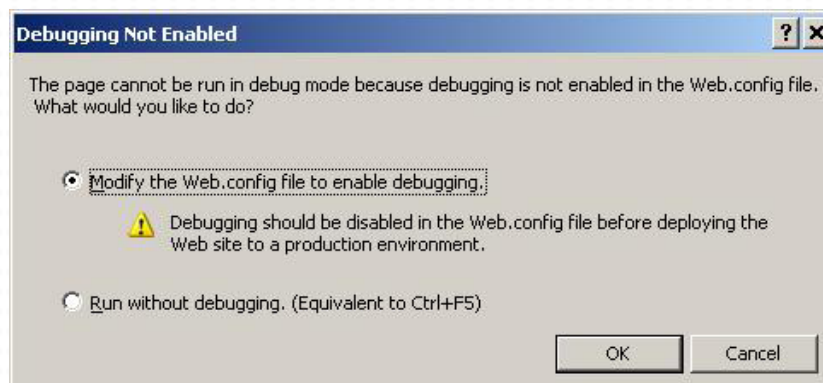 Debugging Not Enabled
The page cannot be run in debug mode because debugging is not enabled in the Web.config file.
What would you like to do?
Modify the Web.config file to enable debugging.
Debugging should be disabled in the Web.config file before deploying the
Web site to a production environment.
Run without debugging. (Equivalent to Ctrl+F5)
OK Cancel